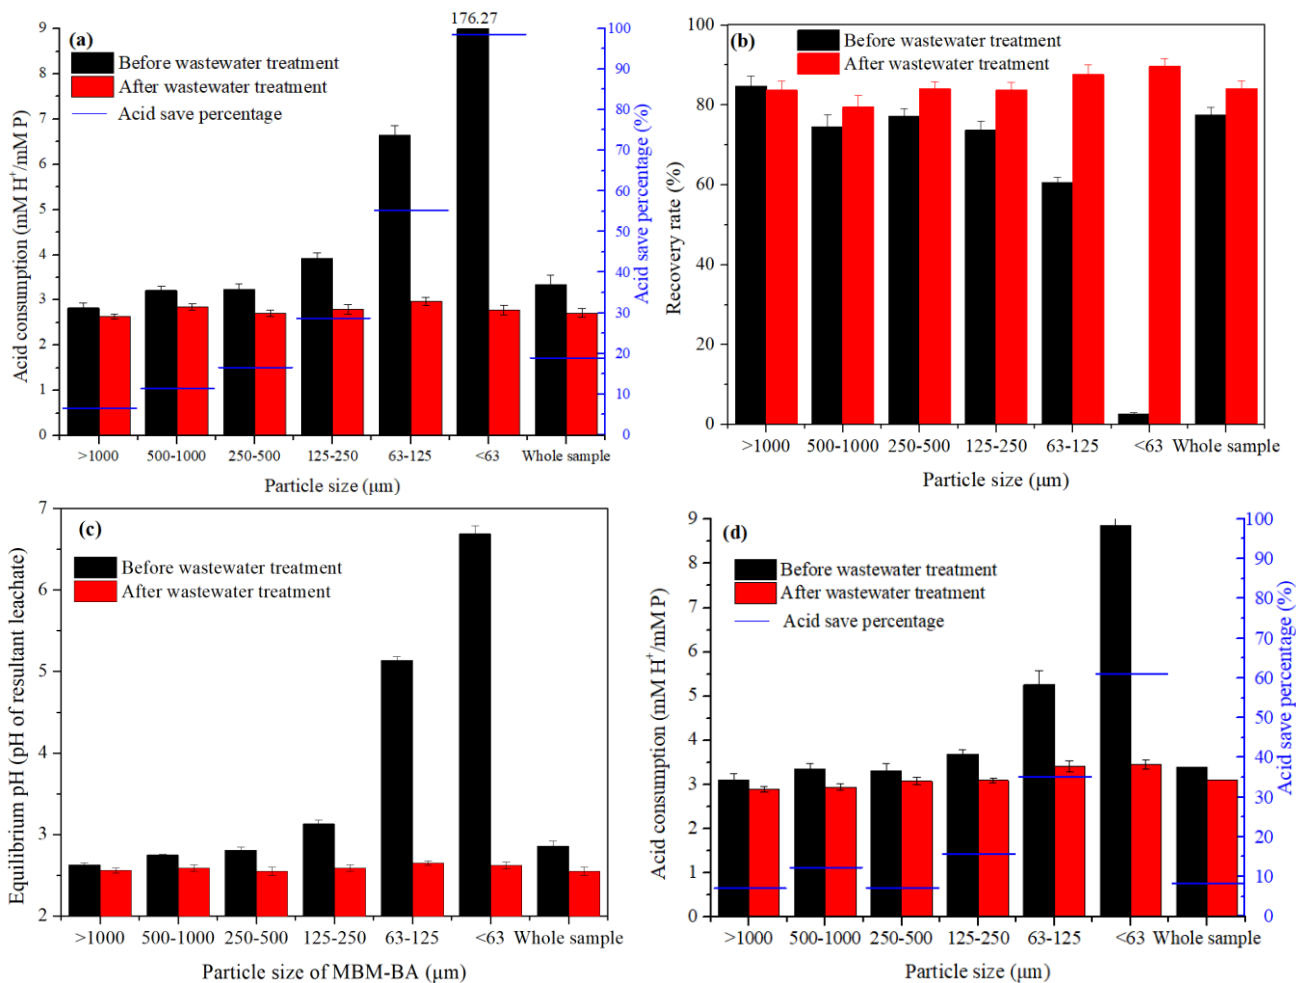 (a)
176.27
Before wastewater treatment
After wastewater treatment
Acid save percentage
Acid consumption (mM H⁺/mM P)
9
8
7
6
5
4
3
2
1
0
100
90
80
70
60
50
40
30
20
10
0
Acid save percentage (%)
>1000 500-1000 250-500 125-250 63-125 <63 Whole sample
Particle size (μm)
(b)
Before wastewater treatment
After wastewater treatment
Recovery rate (%)
100
80
60
40
20
0
>1000 500-1000 250-500 125-250 63-125 <63 Whole sample
Particle size (μm)
(c)
Before wastewater treatment
After wastewater treatment
Equilibrium pH (pH of resultant leachate)
7
6
5
4
3
2
>1000 500-1000 250-500 125-250 63-125 <63 Whole sample
Particle size of MBM-BA (μm)
(d)
Before wastewater treatment
After wastewater treatment
Acid save percentage
Acid consumption (mM H⁺/mM P)
9
8
7
6
5
4
3
2
1
0
100
90
80
70
60
50
40
30
20
10
0
Acid save percentage (%)
>1000 500-1000 250-500 125-250 63-125 <63 Whole sample
Particle size (μm)